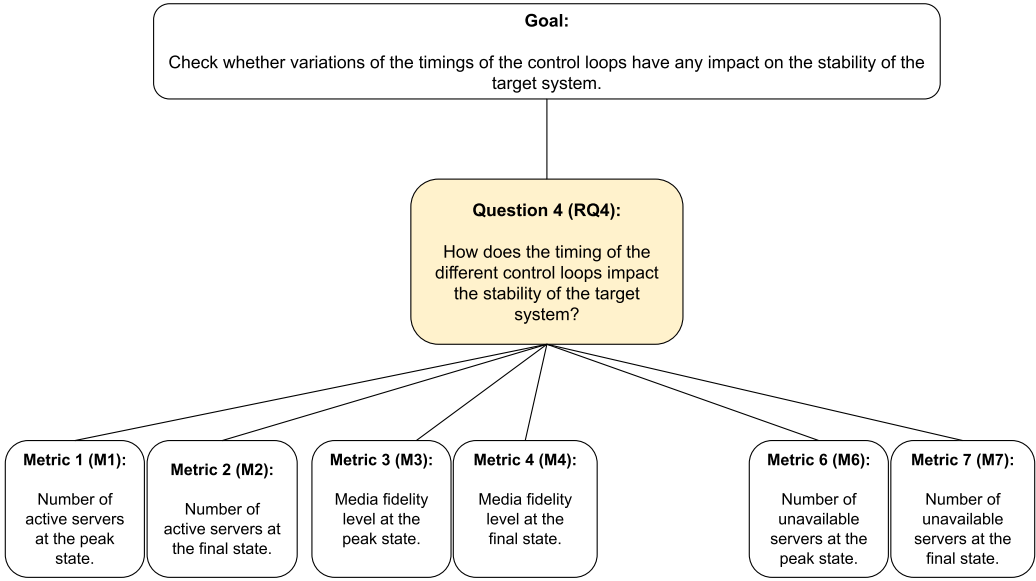 Goal:
Check whether variations of the timings of the control loops have any impact on the stability of the
target system.
Question 4 (RQ4):
How does the timing of the
different control loops impact
the stability of the target
system?
Metric 1 (M1):
Number of
active servers
at the peak
state.
Metric 2 (M2):
Number of
active servers at
the final state.
Metric 3 (M3):
Media fidelity
level at the
peak state.
Metric 4 (M4):
Media fidelity
level at the
final state.
Metric 6 (M6):
Number of
unavailable
servers at the
peak state.
Metric 7 (M7):
Number of
unavailable
servers at the
final state.